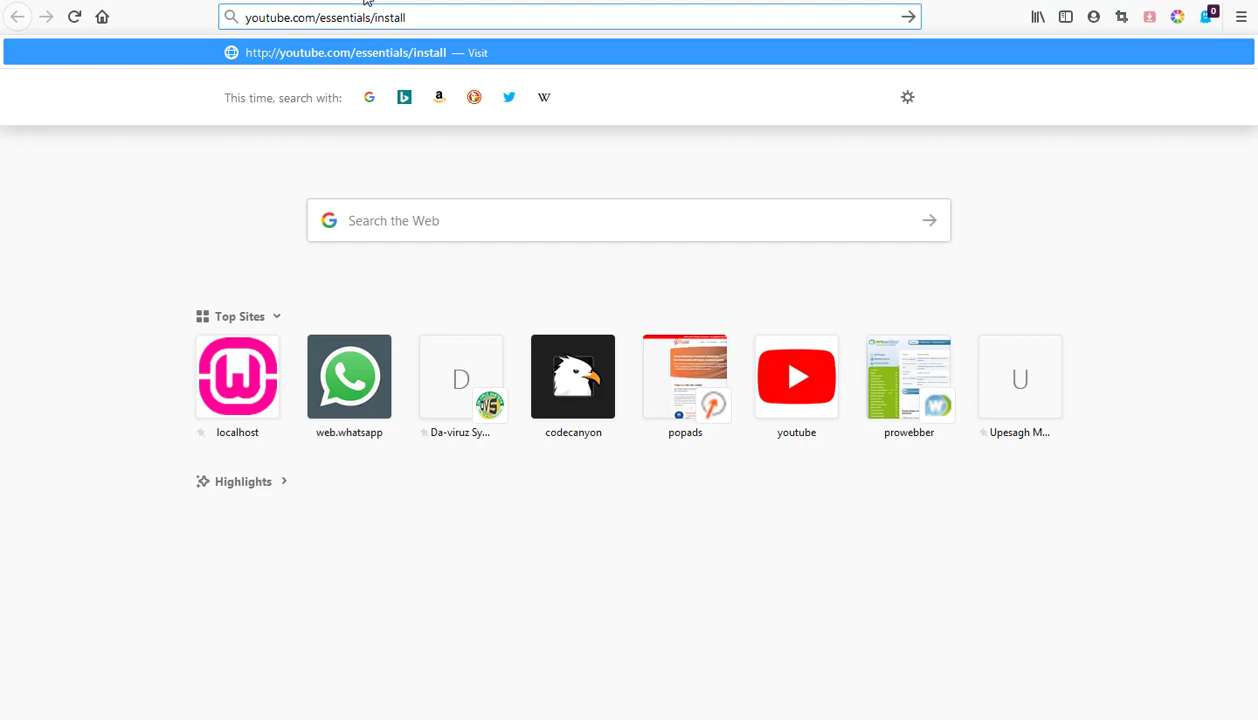 youtube.com/essentials/install
0
http://youtube.com/essentials/install — Visit
This time, search with:
Search the Web
Top Sites
D
U
localhost
web.whatsapp
Da-viruz Sy...
codecanyon
popads
youtube
prowebber
Upesagh M...
Highlights